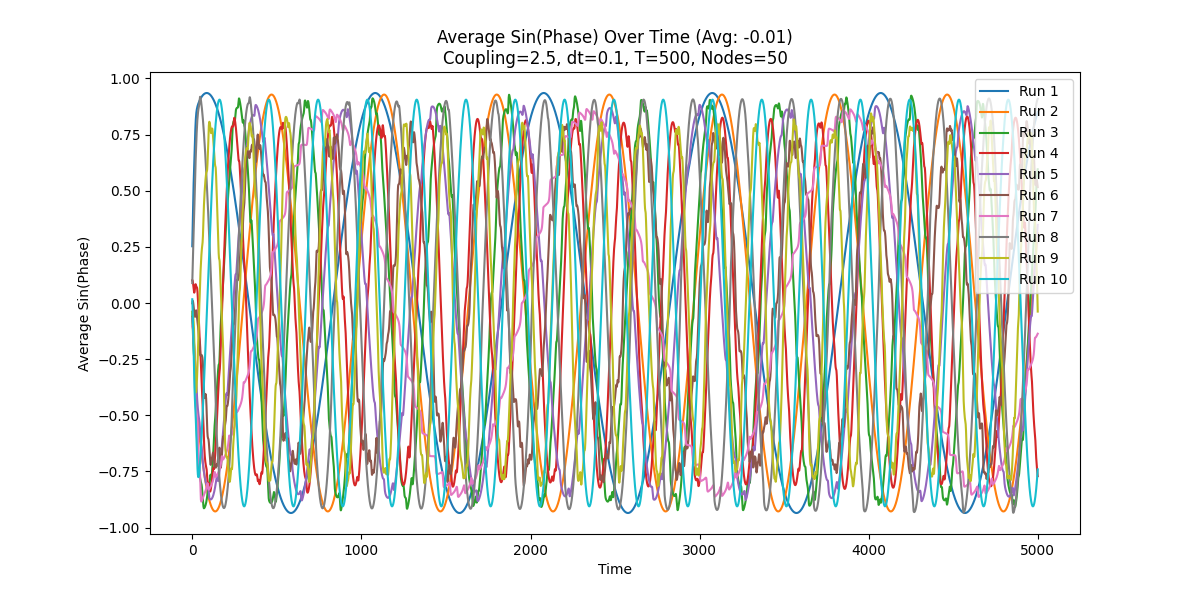 Average Sin(Phase) Over Time (Avg: -0.01)
Coupling=2.5, dt=0.1, T=500, Nodes=50
1.00
0.75
0.50
0.25
0.00
−0.25
−0.50
−0.75
−1.00
Average Sin(Phase)
Run 1
Run 2
Run 3
Run 4
Run 5
Run 6
Run 7
Run 8
Run 9
Run 10
0 1000 2000 3000 4000 5000
Time